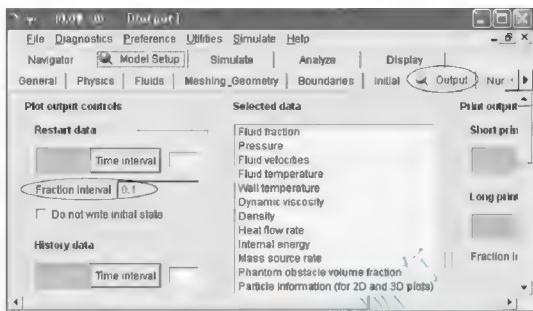 File Diagnostics Preference Utilities Simulate Help
Navigator Model Setup Simulate Analyze Display
General Physics Fluids Meshing_Geometry Boundaries Initial Output
Plot output controls Selected data Print output
Restart data Fluid fraction Short prin
Pressure
Time interval Fluid velocities
Fluid temperature
Fraction Interval 0.1 Wall temperature
Dynamic viscosity Long print
Do not write initial state Density
Heat flow rate
History data Internal energy
Mass source rate Fraction
Time interval Phantom obstacle volume fraction
Particle information (for 2D and 3D plots)